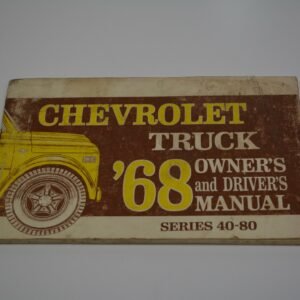 CHEVROLET
TRUCK
'68 OWNER'S
and DRIVER'S
MANUAL
SERIES 40-80